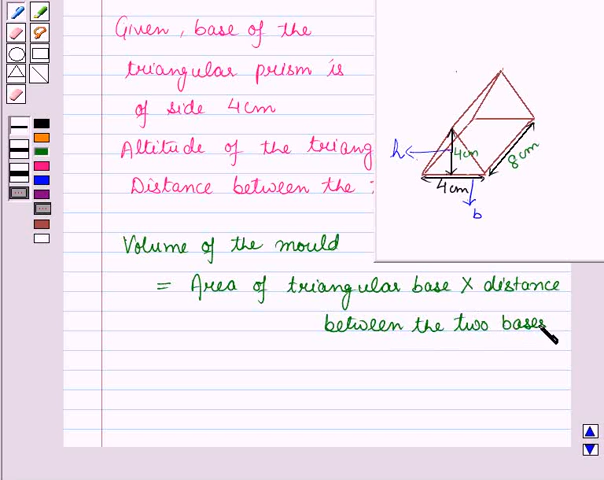 Given, base of the
triangular prism is
of side 4cm
Altitude of the triang
Distance between the
Volume of the mould
= Area of triangular base X distance
between the two bases
h
4cm
8cm
4cm
b